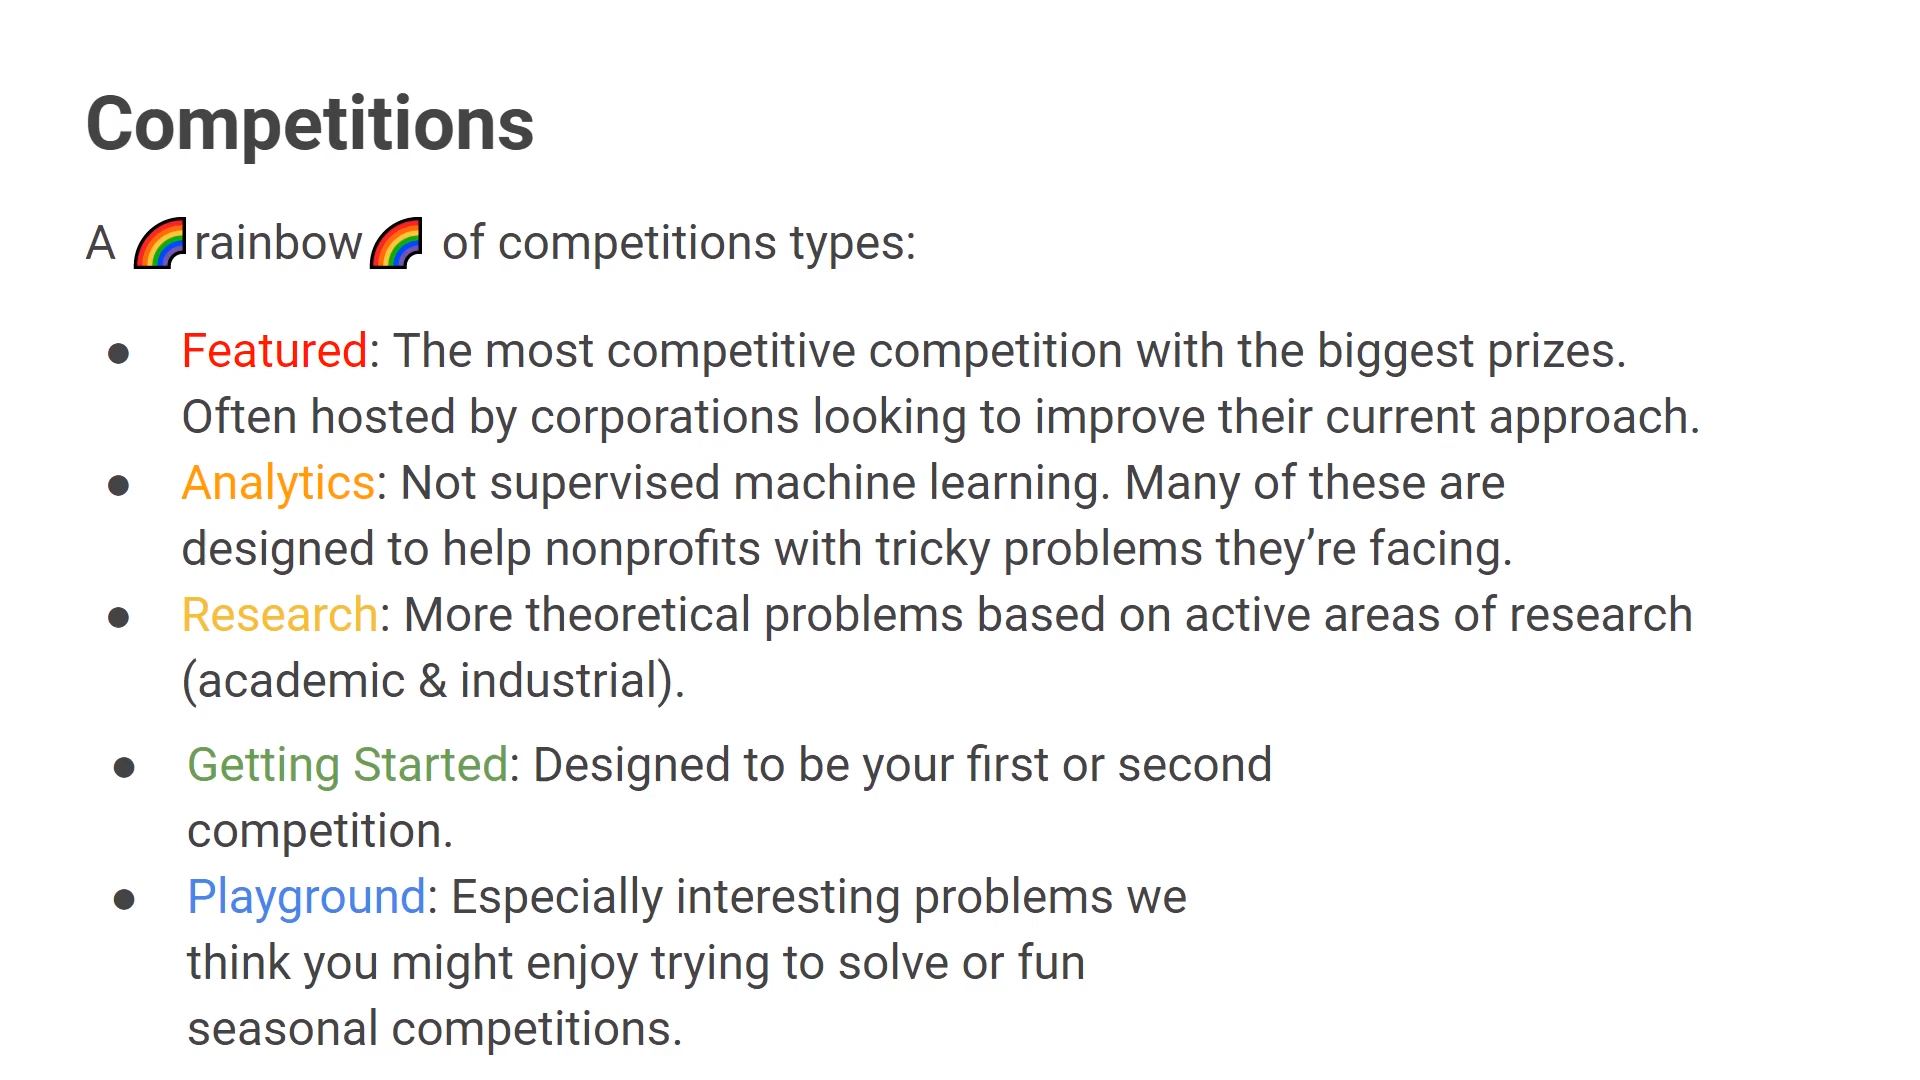 Competitions
A 🌈rainbow🌈 of competitions types:
● Featured: The most competitive competition with the biggest prizes.
Often hosted by corporations looking to improve their current approach.
● Analytics: Not supervised machine learning. Many of these are
designed to help nonprofits with tricky problems they’re facing.
● Research: More theoretical problems based on active areas of research
(academic & industrial).
● Getting Started: Designed to be your first or second
competition.
● Playground: Especially interesting problems we
think you might enjoy trying to solve or fun
seasonal competitions.